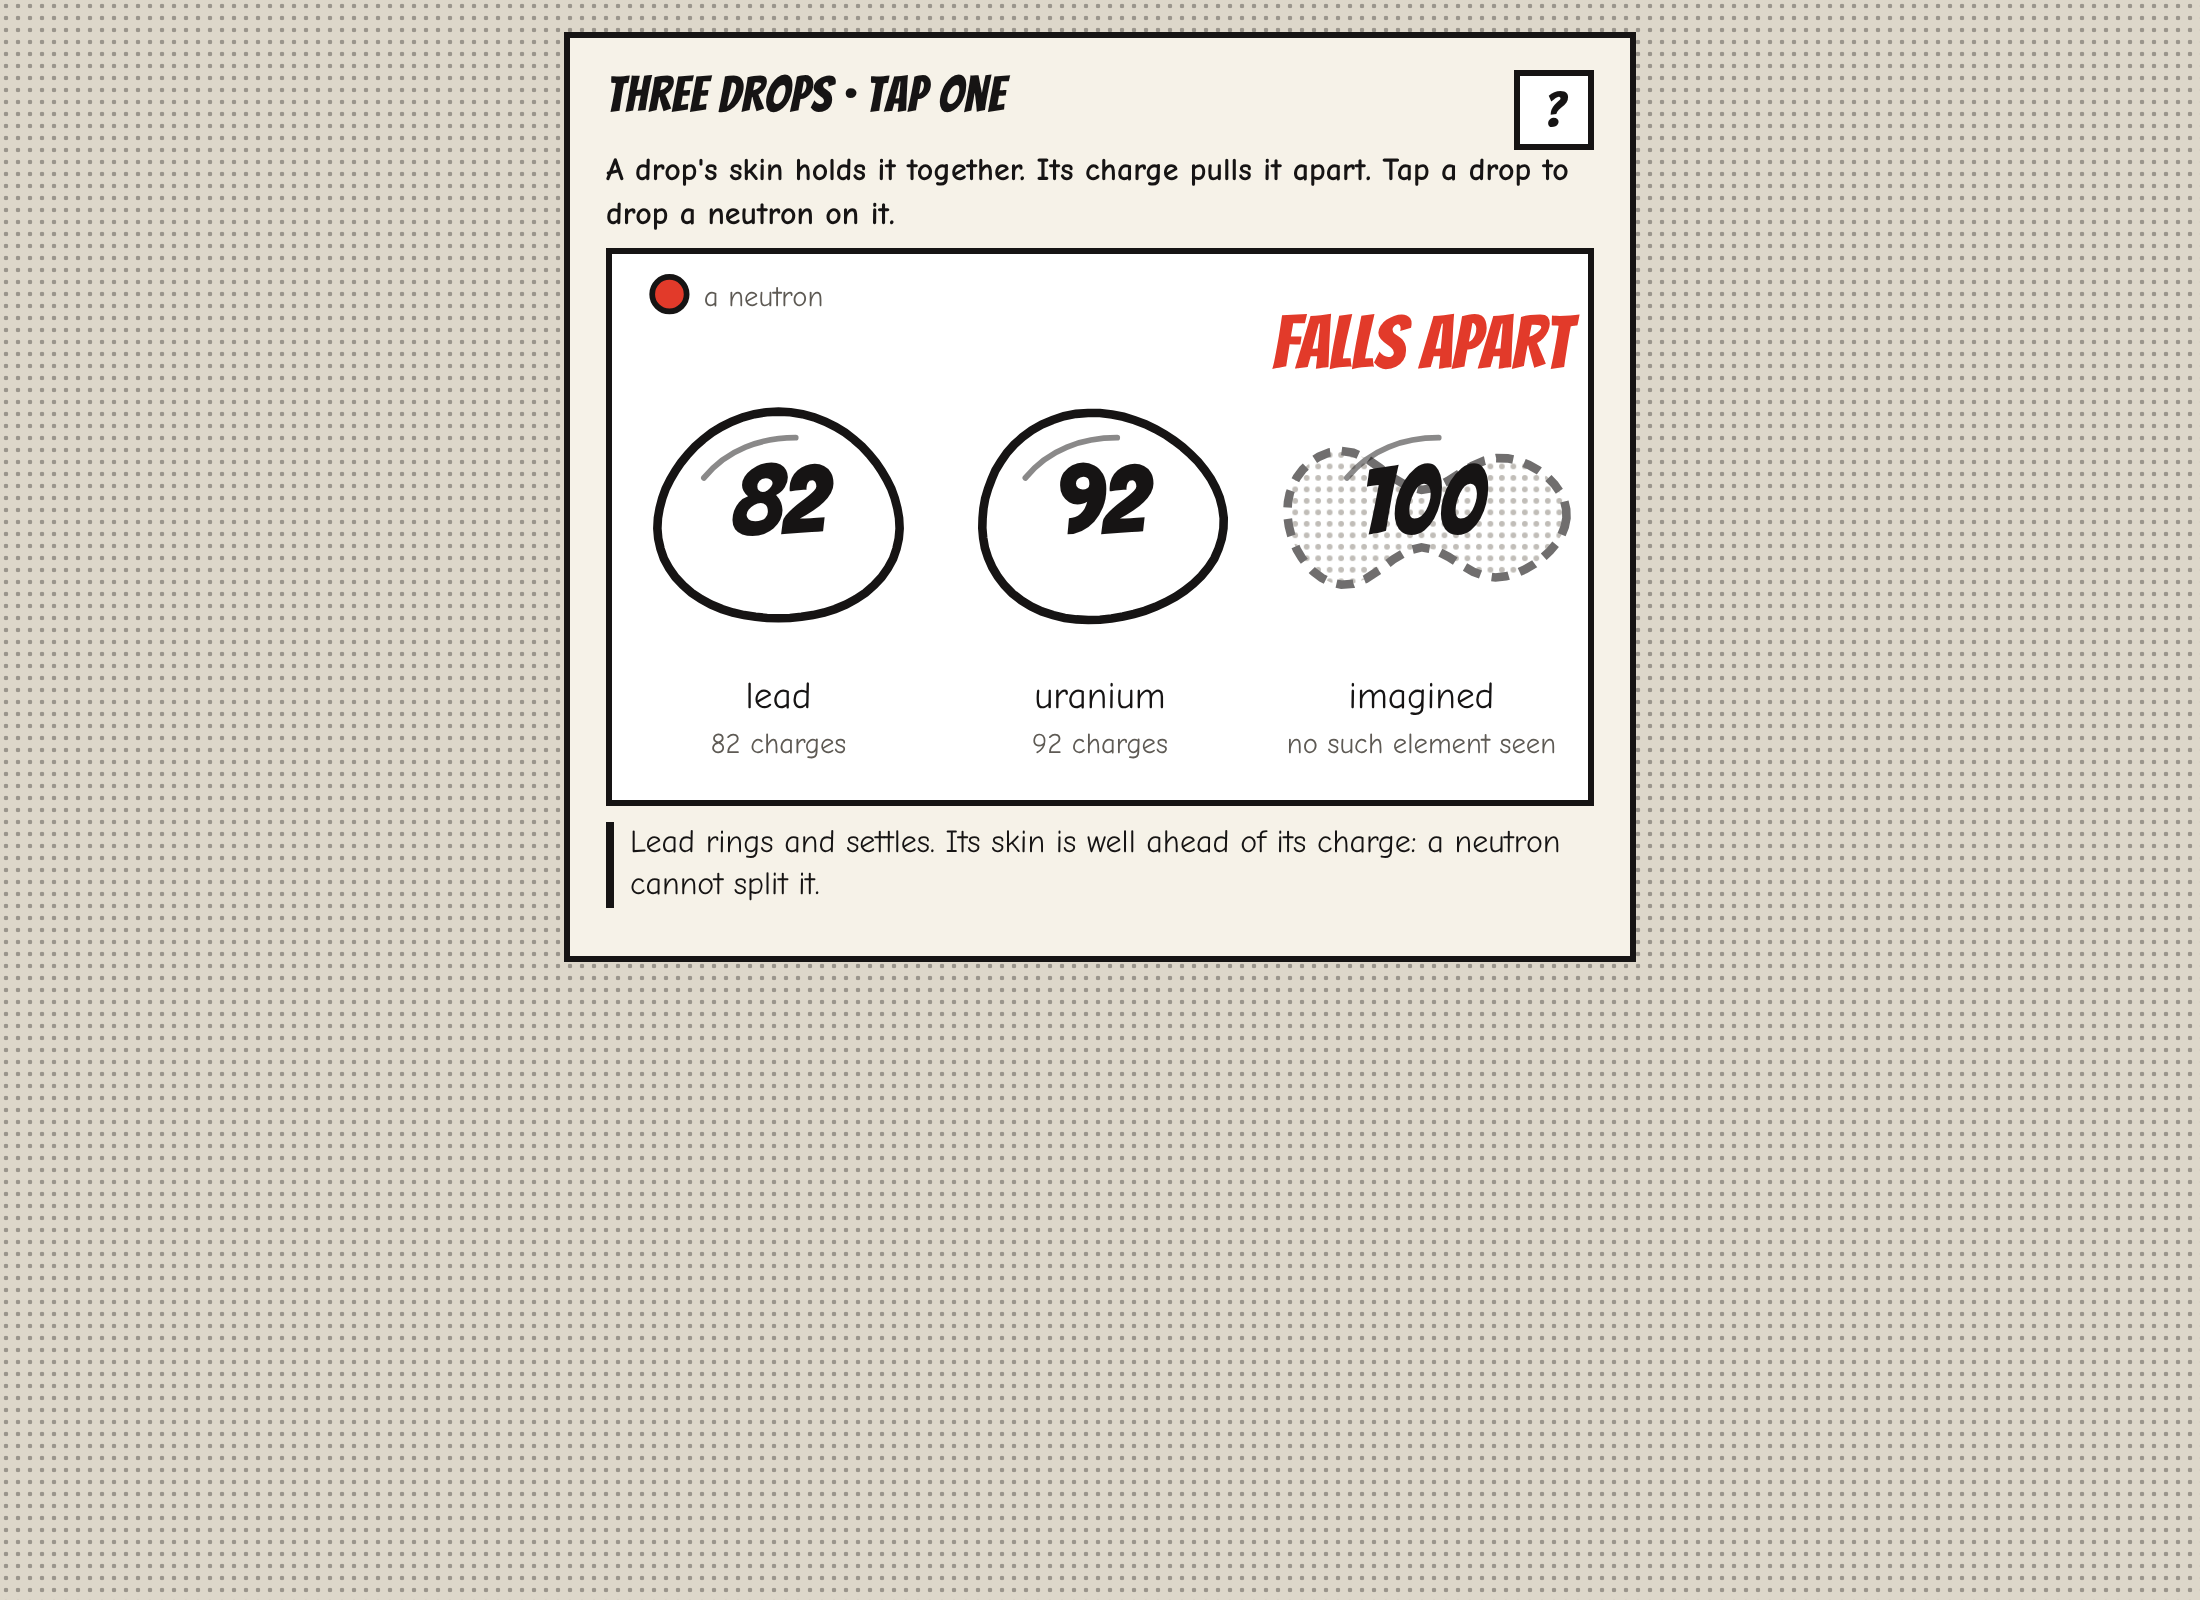 THREE DROPS · TAP ONE
?
A drop's skin holds it together. Its charge pulls it apart. Tap a drop to
drop a neutron on it.
a neutron
FALLS APART
82
92
100
lead
uranium
imagined
82 charges
92 charges
no such element seen
Lead rings and settles. Its skin is well ahead of its charge: a neutron
cannot split it.